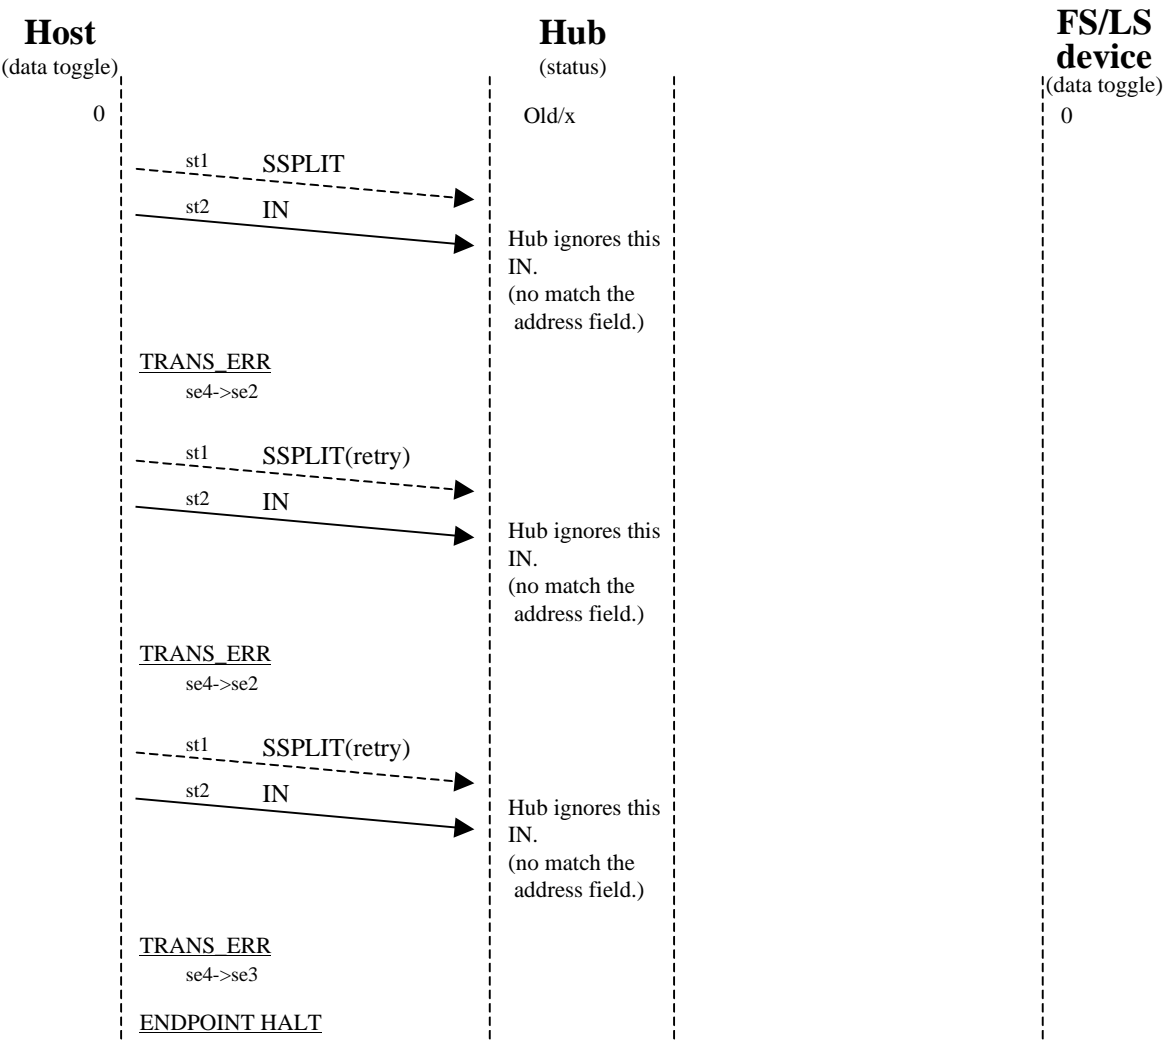 Host
(data toggle)
Hub
(status)
FS/LS
device
(data toggle)
0
Old/x
0
st1 SSPLIT
st2 IN
Hub ignores this
IN.
(no match the
address field.)
TRANS_ERR
se4->se2
st1 SSPLIT(retry)
st2 IN
Hub ignores this
IN.
(no match the
address field.)
TRANS_ERR
se4->se2
st1 SSPLIT(retry)
st2 IN
Hub ignores this
IN.
(no match the
address field.)
TRANS_ERR
se4->se3
ENDPOINT HALT